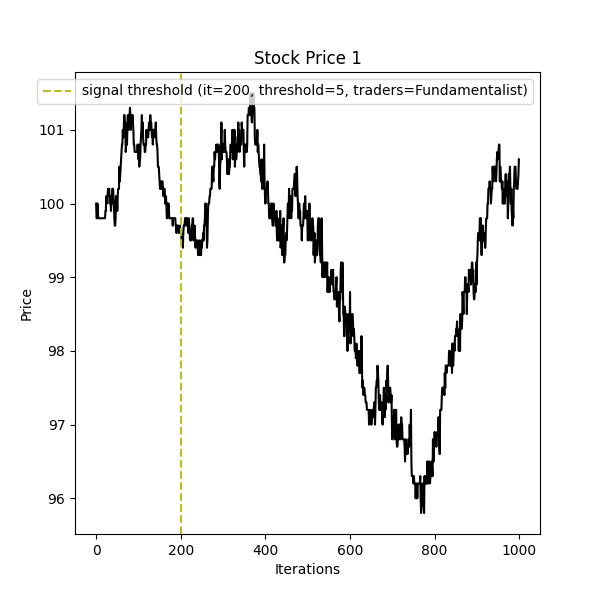 Stock Price 1
signal threshold (it=200, threshold=5, traders=Fundamentalist)
101
100
99
98
97
96
Price
0 200 400 600 800 1000
Iterations